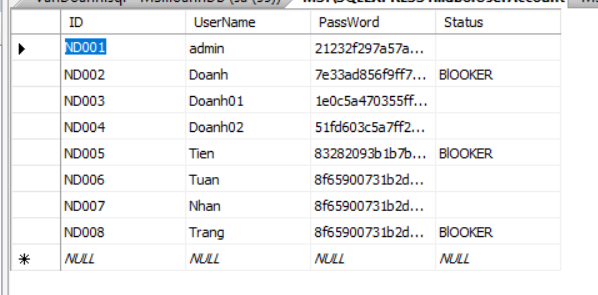 ID UserName PassWord Status
ND001 admin 21232f297a57a...
ND002 Doanh 7e33ad856f9ff7... BlOOKER
ND003 Doanh01 1e0c5a470355ff...
ND004 Doanh02 51fd603c5a7ff2...
ND005 Tien 83282093b1b7b... BlOOKER
ND006 Tuan 8f65900731b2d...
ND007 Nhan 8f65900731b2d...
ND008 Trang 8f65900731b2d... BlOOKER
NULL NULL NULL NULL